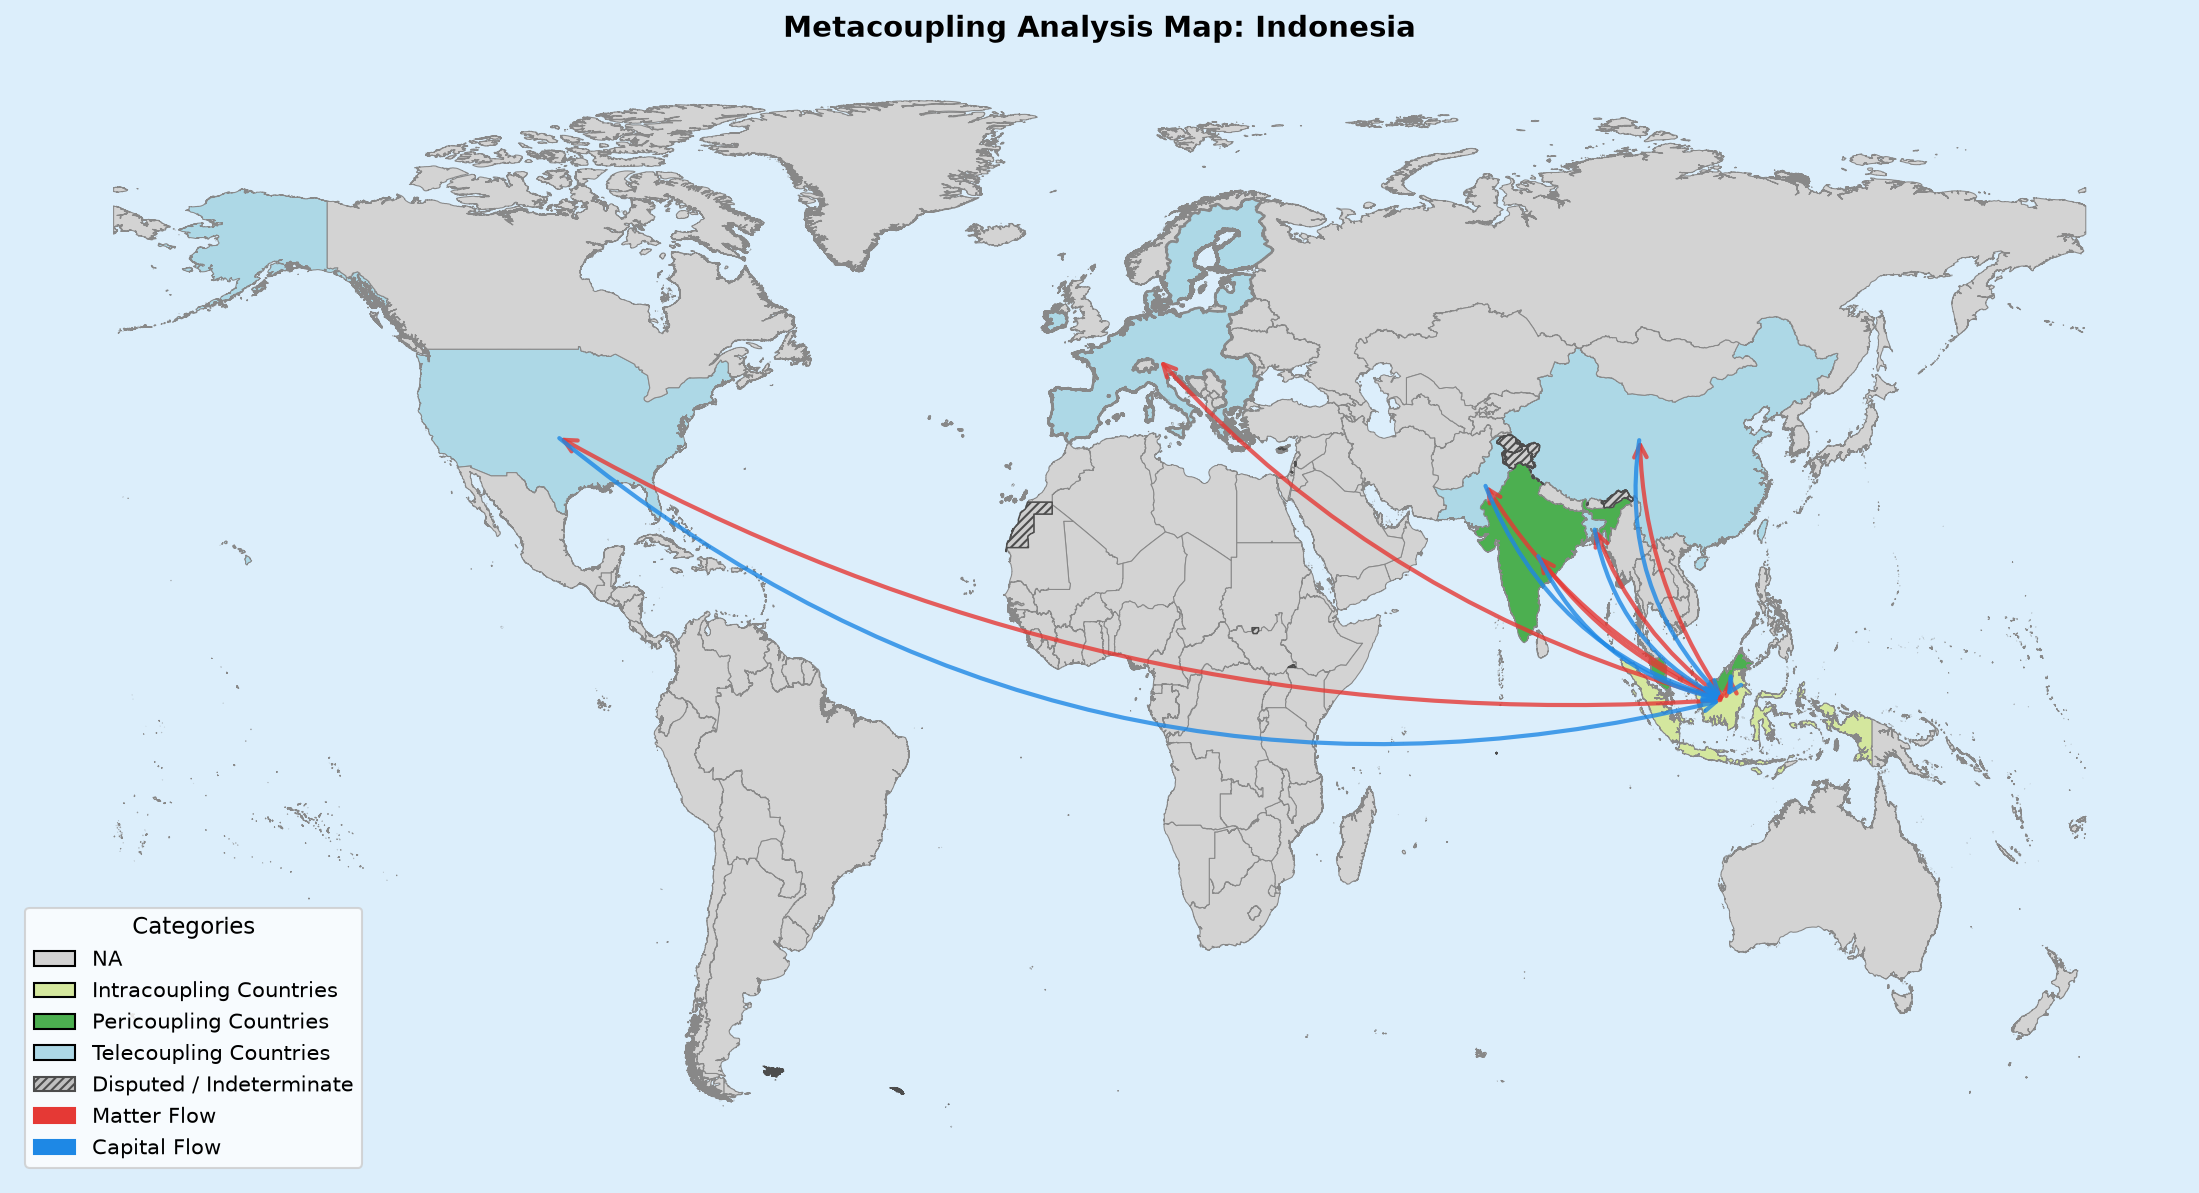 Metacoupling Analysis Map: Indonesia
Categories
NA
Intracoupling Countries
Pericoupling Countries
Telecoupling Countries
Disputed / Indeterminate
Matter Flow
Capital Flow